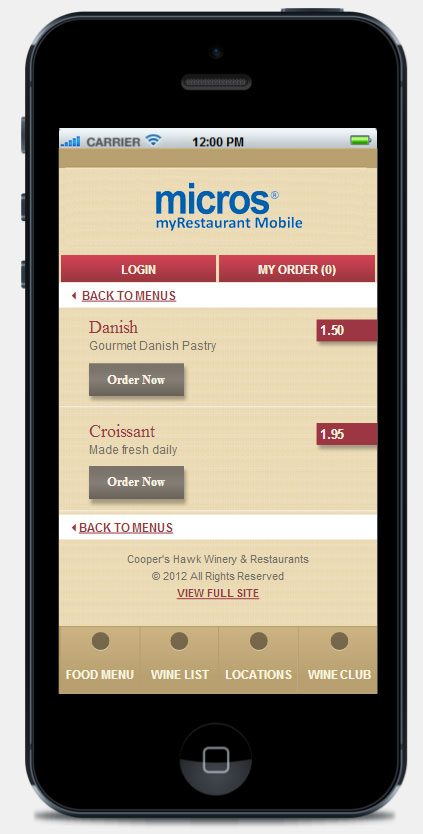 CARRIER 12:00 PM
micros®
myRestaurant Mobile
LOGIN MY ORDER (0)
BACK TO MENUS
Danish 1.50
Gourmet Danish Pastry
Order Now
Croissant 1.95
Made fresh daily
Order Now
BACK TO MENUS
Cooper's Hawk Winery & Restaurants
© 2012 All Rights Reserved
VIEW FULL SITE
FOOD MENU WINE LIST LOCATIONS WINE CLUB